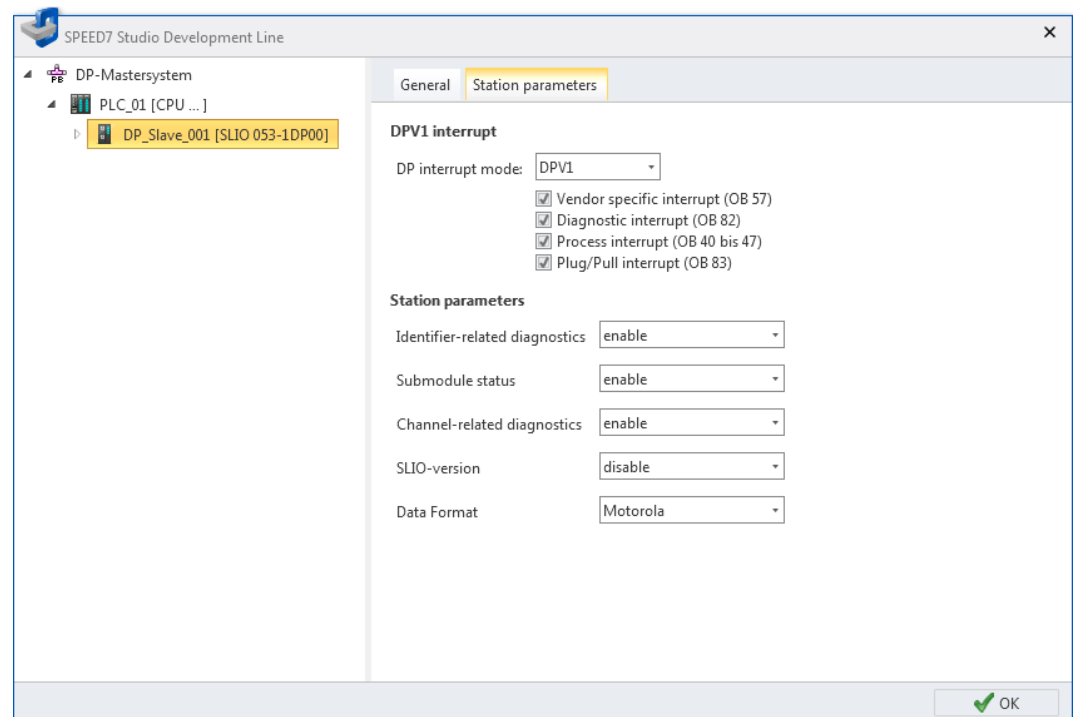 SPEED7 Studio Development Line
DP-Mastersystem
PLC_01 [CPU ... ]
DP_Slave_001 [SLIO 053-1DP00]
General Station parameters
DPV1 interrupt
DP interrupt mode: DPV1
Vendor specific interrupt (OB 57)
Diagnostic interrupt (OB 82)
Process interrupt (OB 40 bis 47)
Plug/Pull interrupt (OB 83)
Station parameters
Identifier-related diagnostics enable
Submodule status enable
Channel-related diagnostics enable
SLIO-version disable
Data Format Motorola
OK